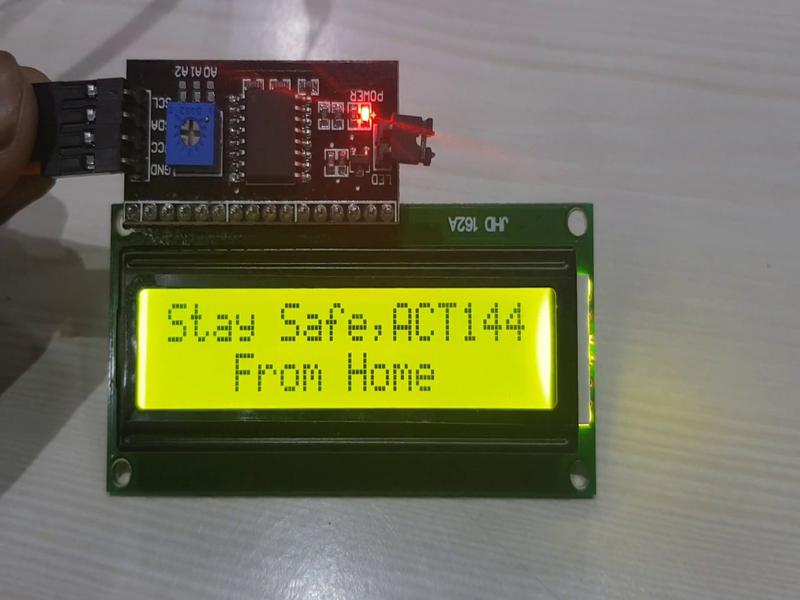 A0 A1 A2
POWER
SCL
SDA
VCC
GND
LED
JHD 162A
Stay Safe,ACT144
From Home